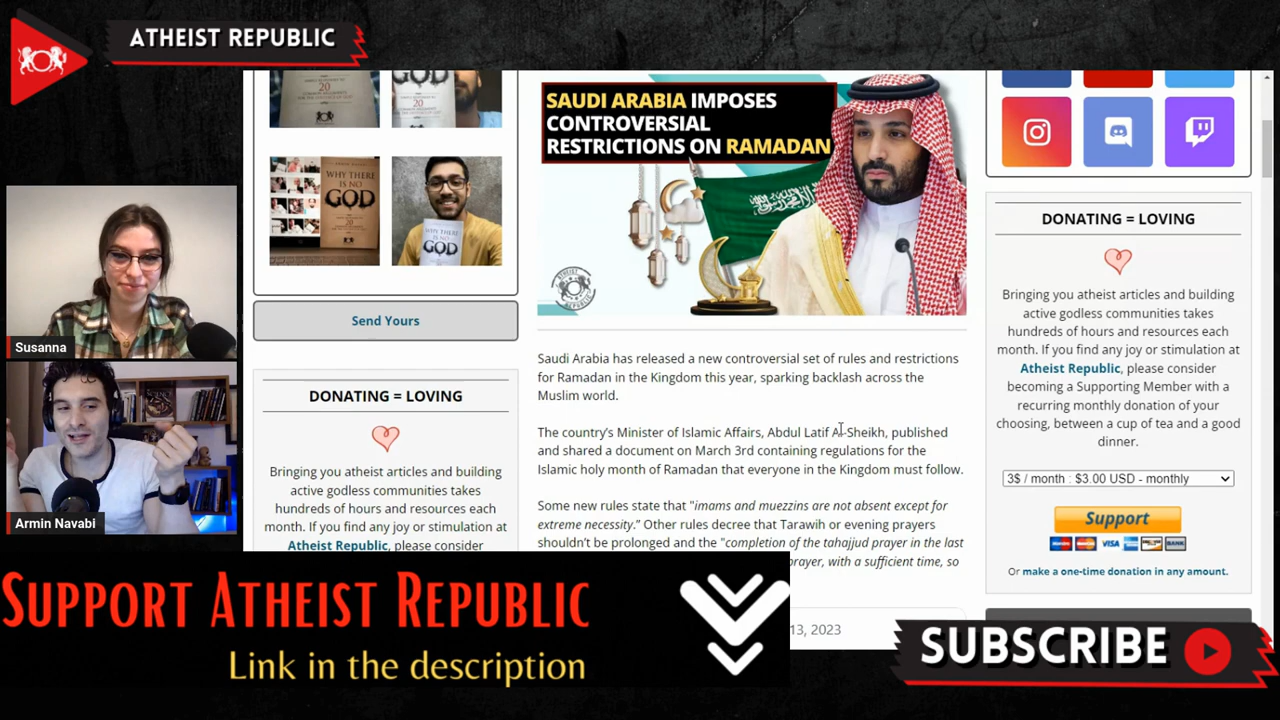 ATHEIST REPUBLIC
Susanna
Armin Navabi
20
20
WHY THERE
IS NO
GOD
20
WHY THERE
IS NO
GOD
Send Yours
DONATING = LOVING
Bringing you atheist articles and building
active godless communities takes
hundreds of hours and resources each
month. If you find any joy or stimulation at
Atheist Republic, please consider
SAUDI ARABIA IMPOSES
CONTROVERSIAL
RESTRICTIONS ON RAMADAN
ATHEIST
REPUBLIC
Saudi Arabia has released a new controversial set of rules and restrictions
for Ramadan in the Kingdom this year, sparking backlash across the
Muslim world.
The country's Minister of Islamic Affairs, Abdul Latif Al-Sheikh, published
and shared a document on March 3rd containing regulations for the
Islamic holy month of Ramadan that everyone in the Kingdom must follow.
Some new rules state that "imams and muezzins are not absent except for
extreme necessity." Other rules decree that Tarawih or evening prayers
shouldn't be prolonged and the "completion of the tahajjud prayer in the last
prayer, with a sufficient time, so
13, 2023
DONATING = LOVING
Bringing you atheist articles and building
active godless communities takes
hundreds of hours and resources each
month. If you find any joy or stimulation at
Atheist Republic, please consider
becoming a Supporting Member with a
recurring monthly donation of your
choosing, between a cup of tea and a good
dinner.
3$ / month : $3.00 USD - monthly
Support
VISA
BANK
Or make a one-time donation in any amount.
SUPPORT ATHEIST REPUBLIC
Link in the description
SUBSCRIBE